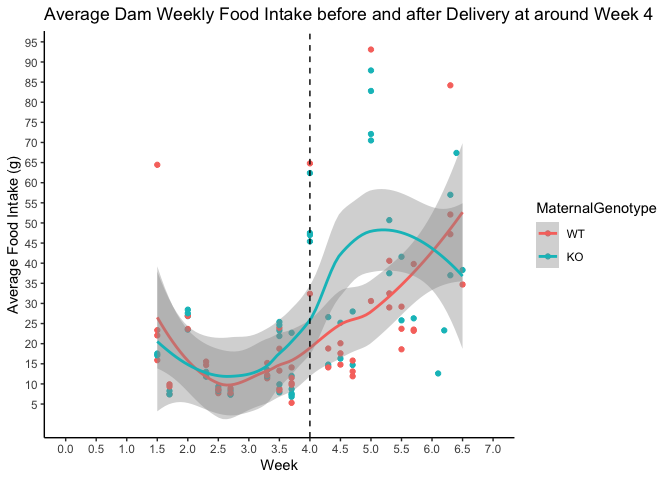 Average Dam Weekly Food Intake before and after Delivery at around Week 4
Average Food Intake (g)
95
90
85
80
75
70
65
60
55
50
45
40
35
30
25
20
15
10
5
0.0 0.5 1.0 1.5 2.0 2.5 3.0 3.5 4.0 4.5 5.0 5.5 6.0 6.5 7.0
Week
MaternalGenotype
WT
KO